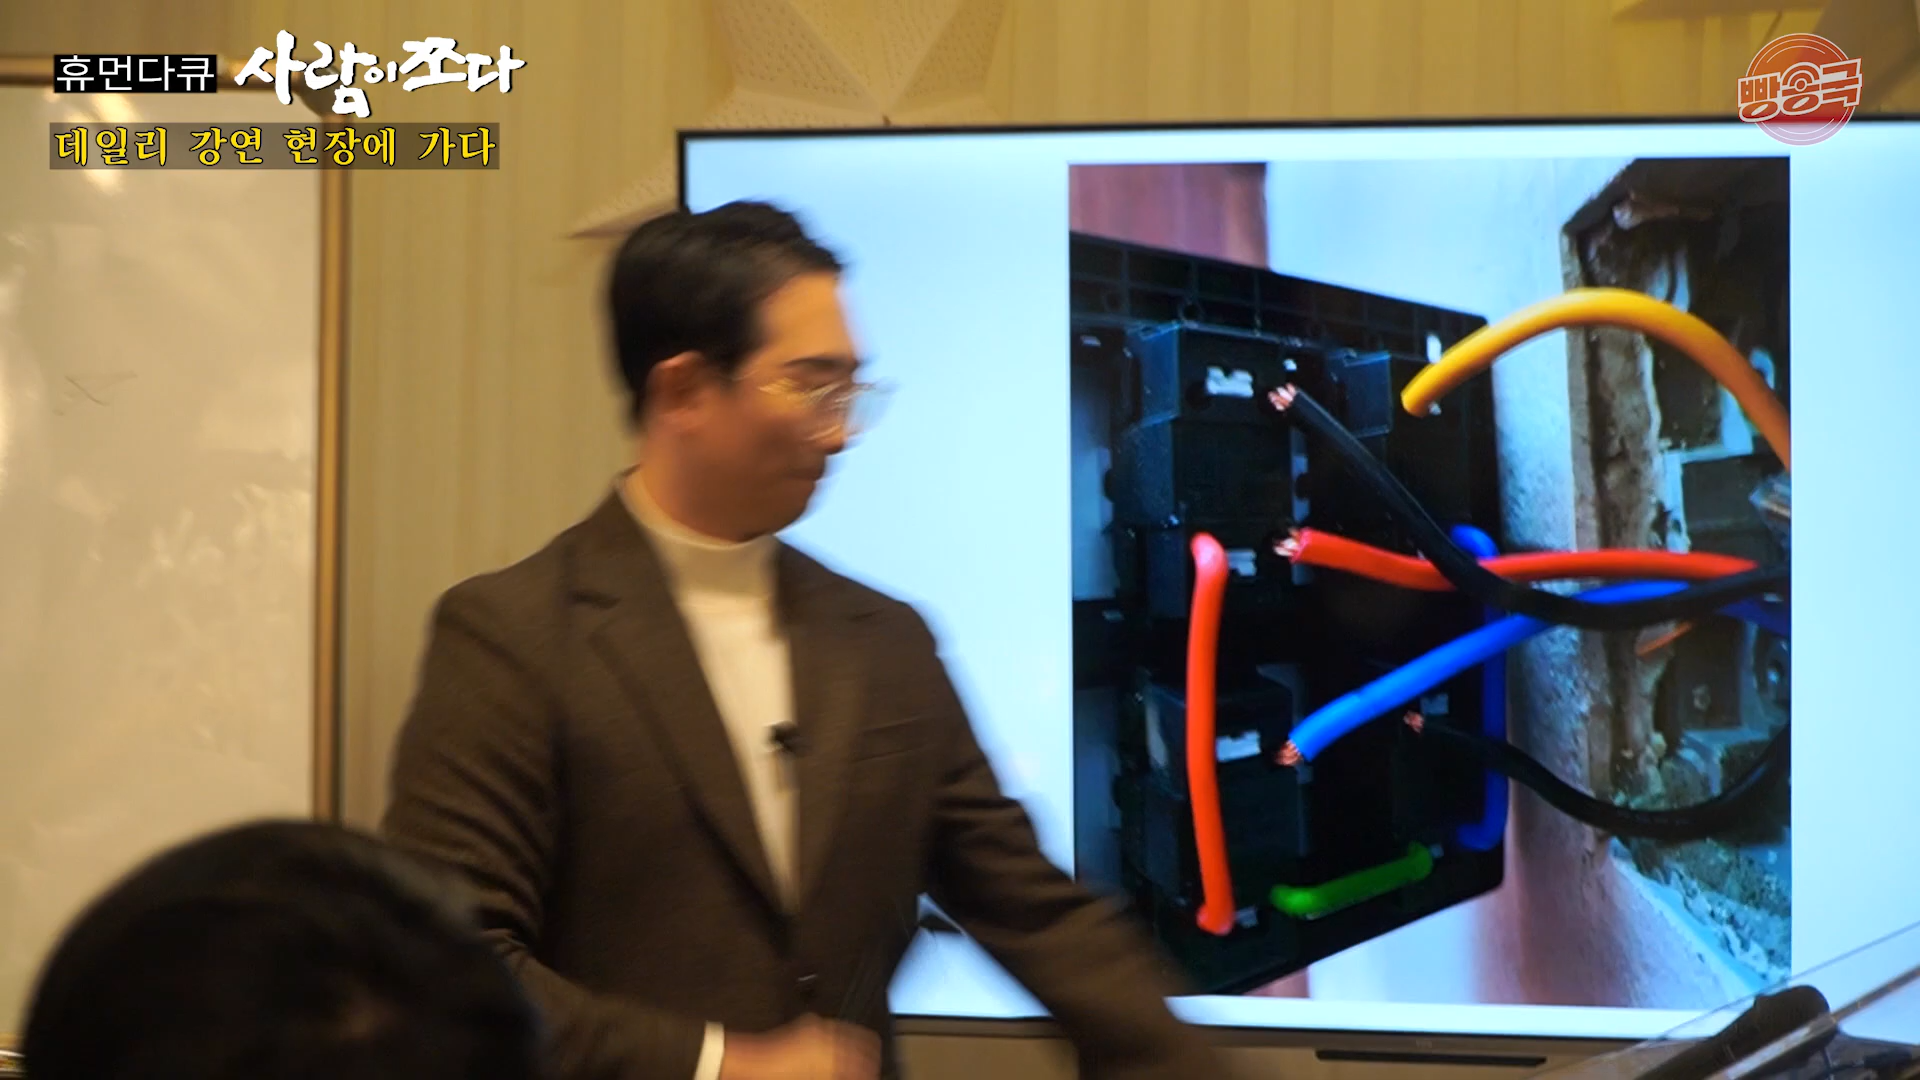 휴먼다큐 사람이쪼다
데일리 강연 현장에 가다
빵송국